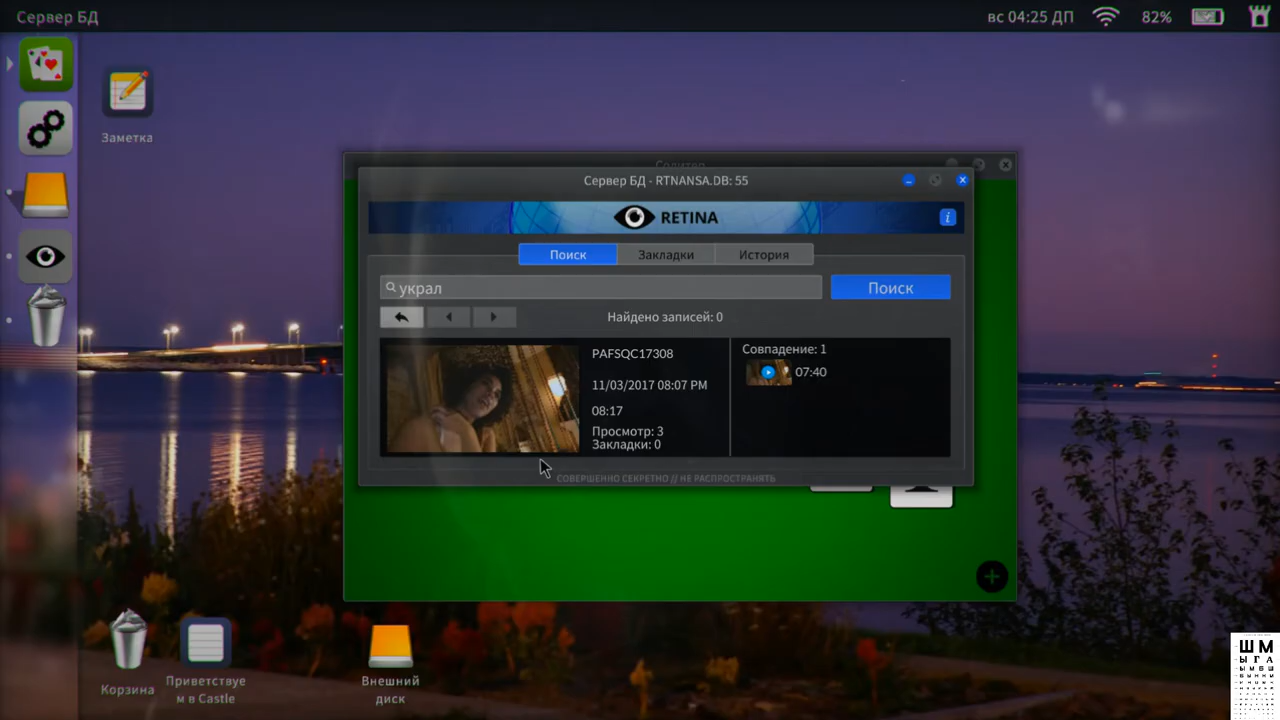 Сервер БД
вс 04:25 ДП
82%
Заметка
Солитер
Сервер БД - RTNANSA.DB: 55
RETINA
i
Поиск
Закладки
История
украл
Поиск
Найдено записей: 0
PAFSQC17308
11/03/2017 08:07 PM
08:17
Просмотр: 3
Закладки: 0
Совпадение: 1
07:40
СОВЕРШЕННО СЕКРЕТНО // НЕ РАСПРОСТРАНЯТЬ
Корзина
Приветствуе
м в Castle
Внешний
диск
Ш М
Ы Г А